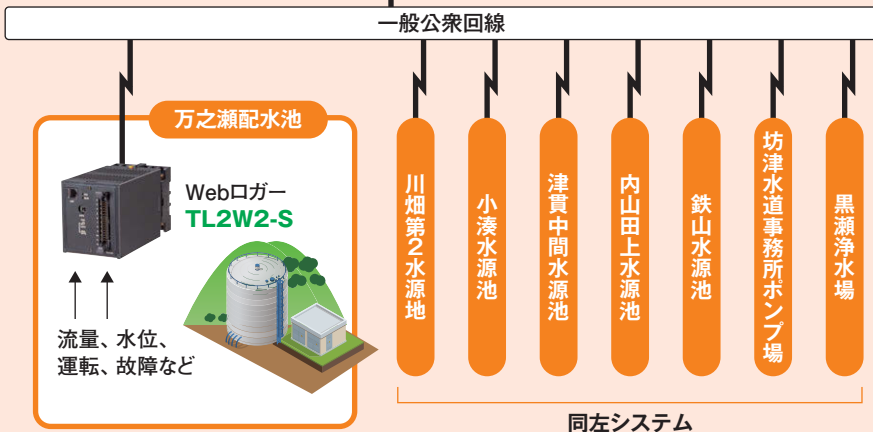 一般公衆回線
万之瀬配水池
Webロガー
TL2W2-S
流量、水位、
運転、故障など
川畑第2水源地
小湊水源池
津貫中間水源池
内山田上水源池
鉄山水源池
坊津水道事務所ポンプ場
黒瀬浄水場
同左システム